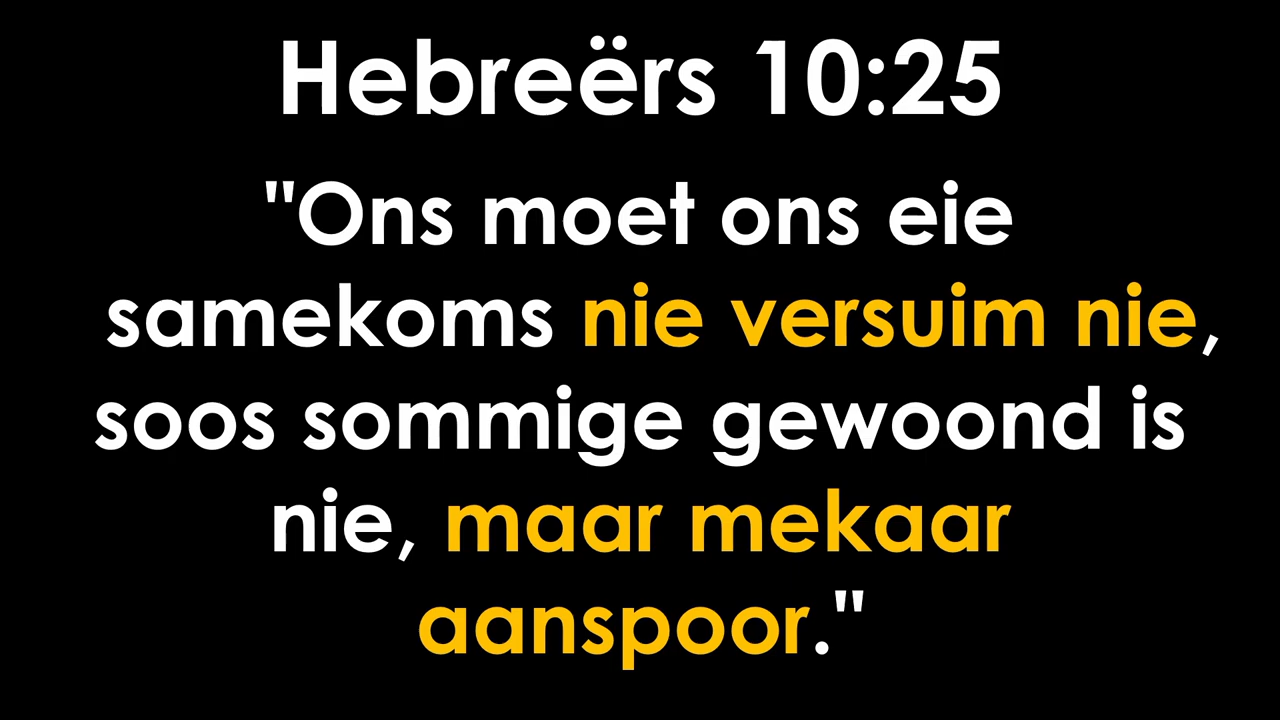 Hebreërs 10:25
"Ons moet ons eie
samekoms nie versuim nie,
soos sommige gewoond is
nie, maar mekaar
aanspoor."